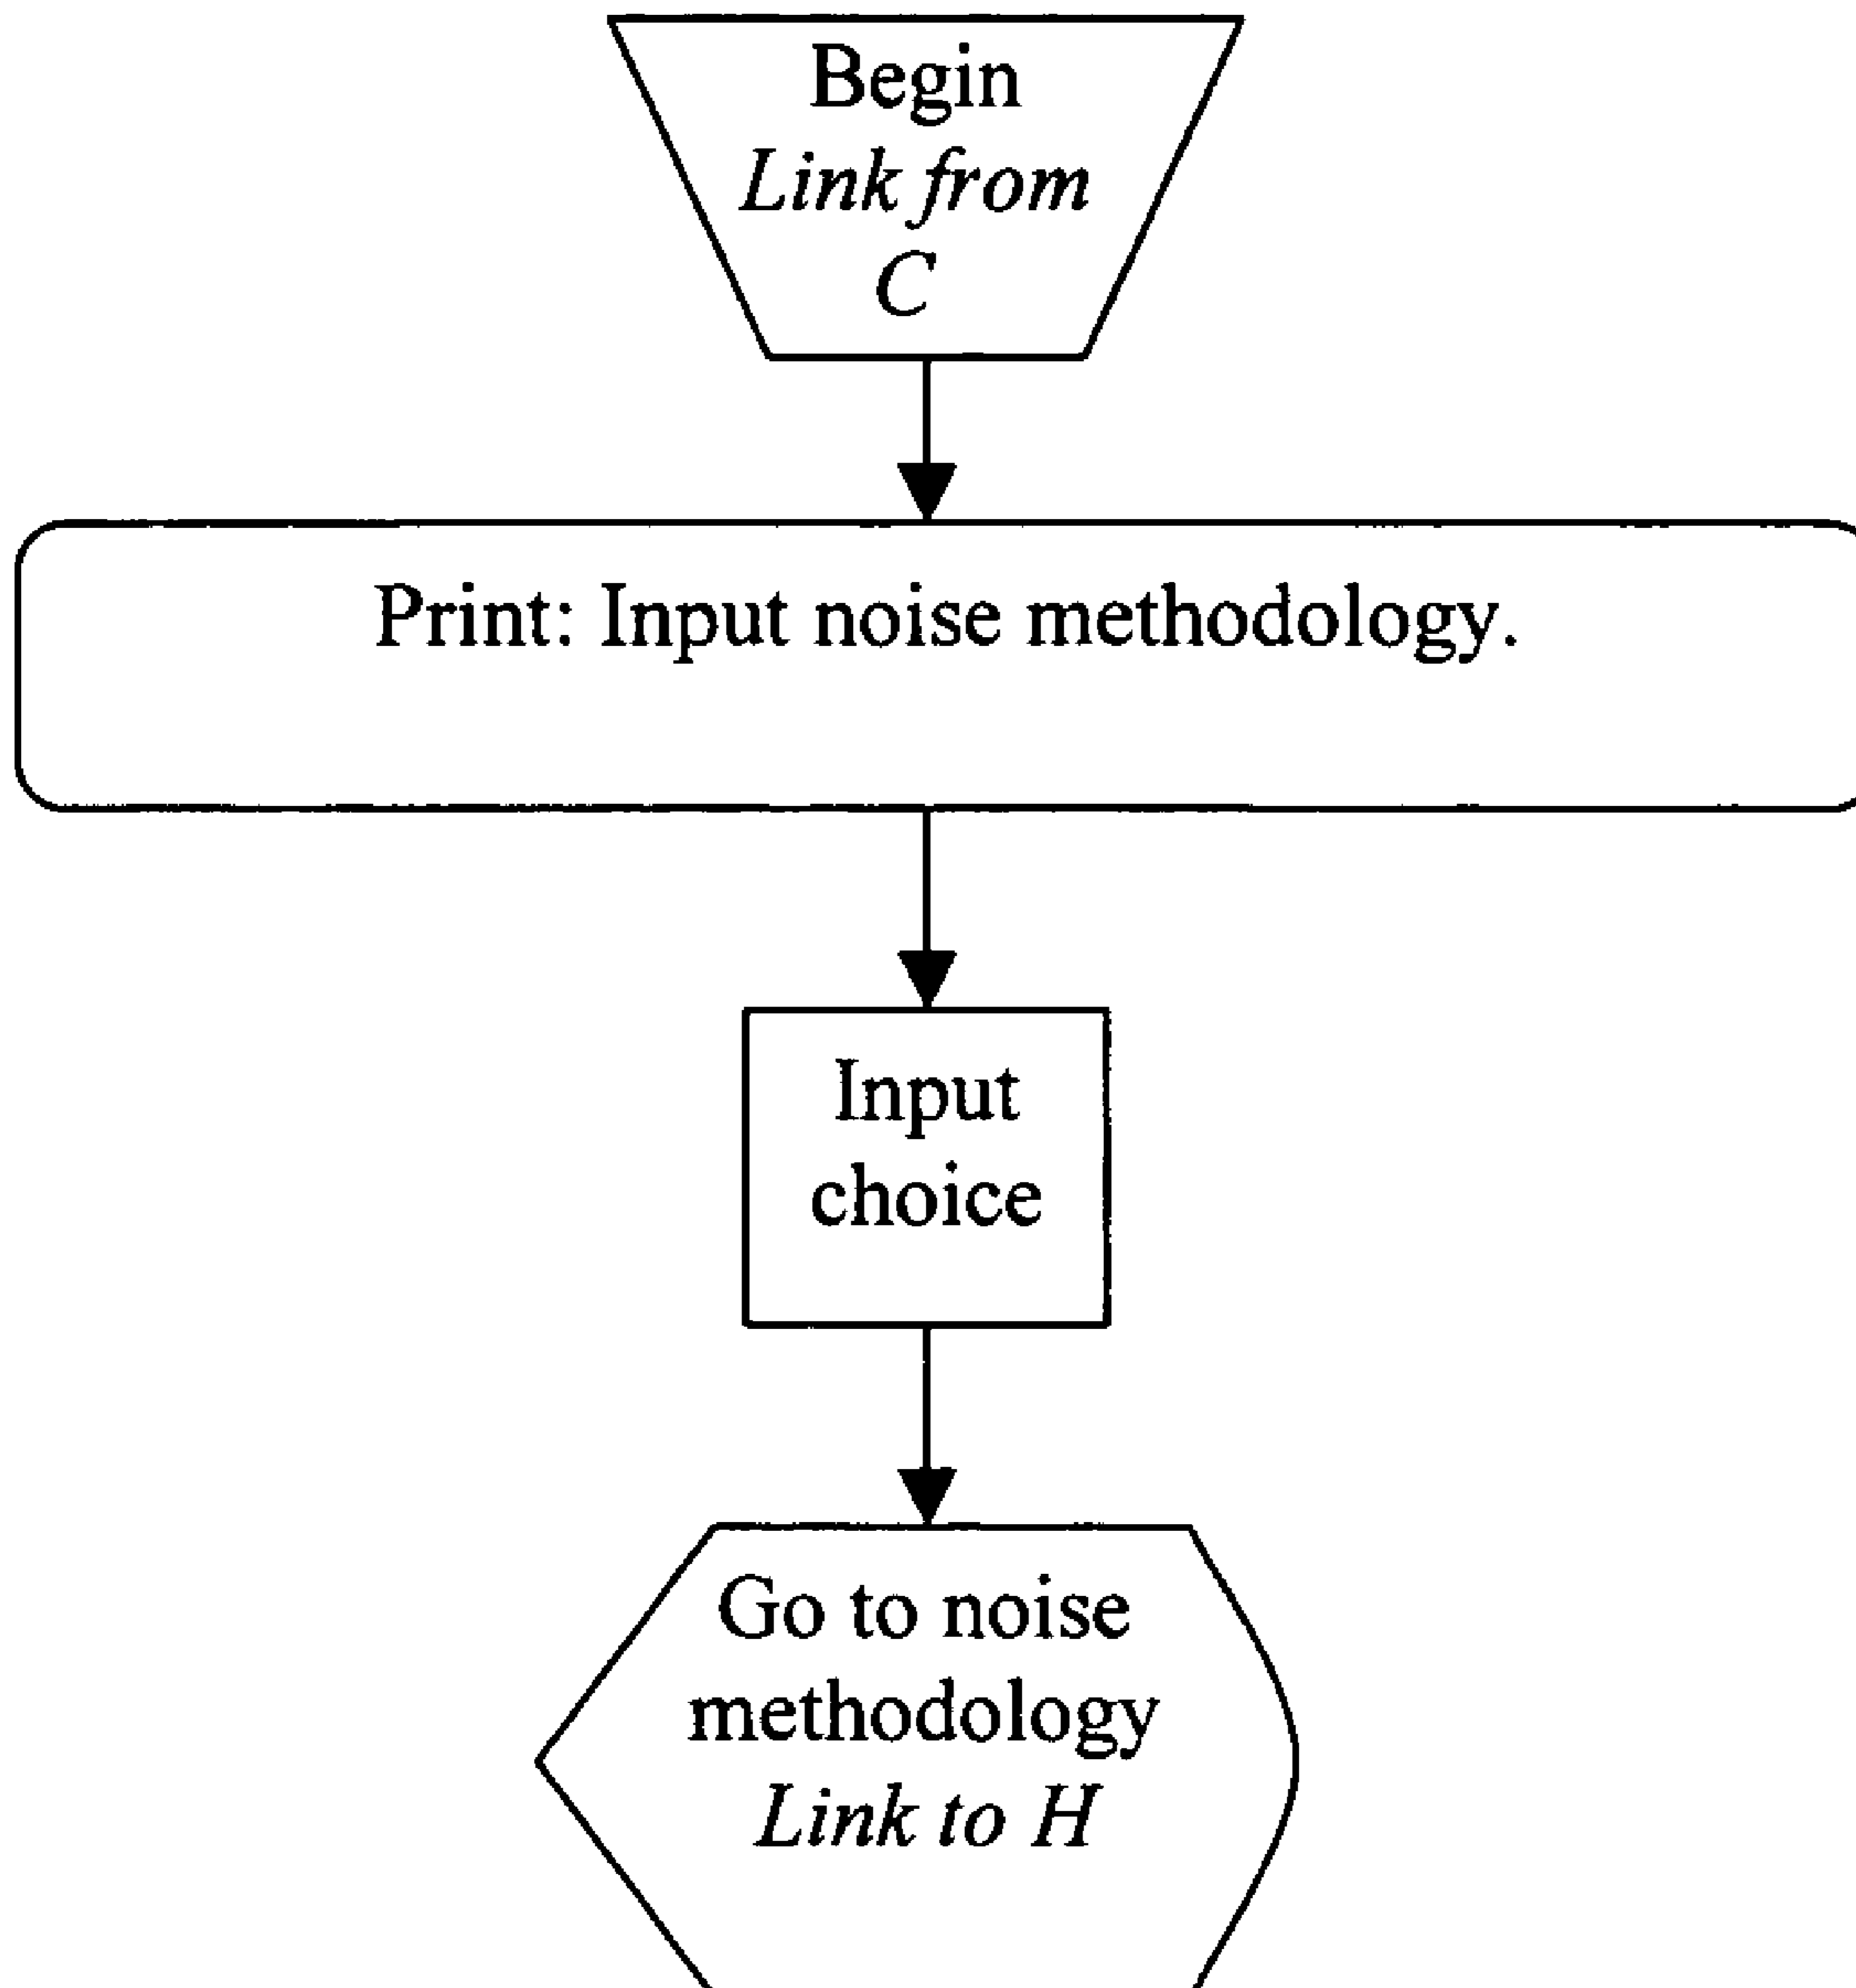 Begin
Link from
C
Print: Input noise methodology.
Input
choice
Go to noise
methodology
Link to H